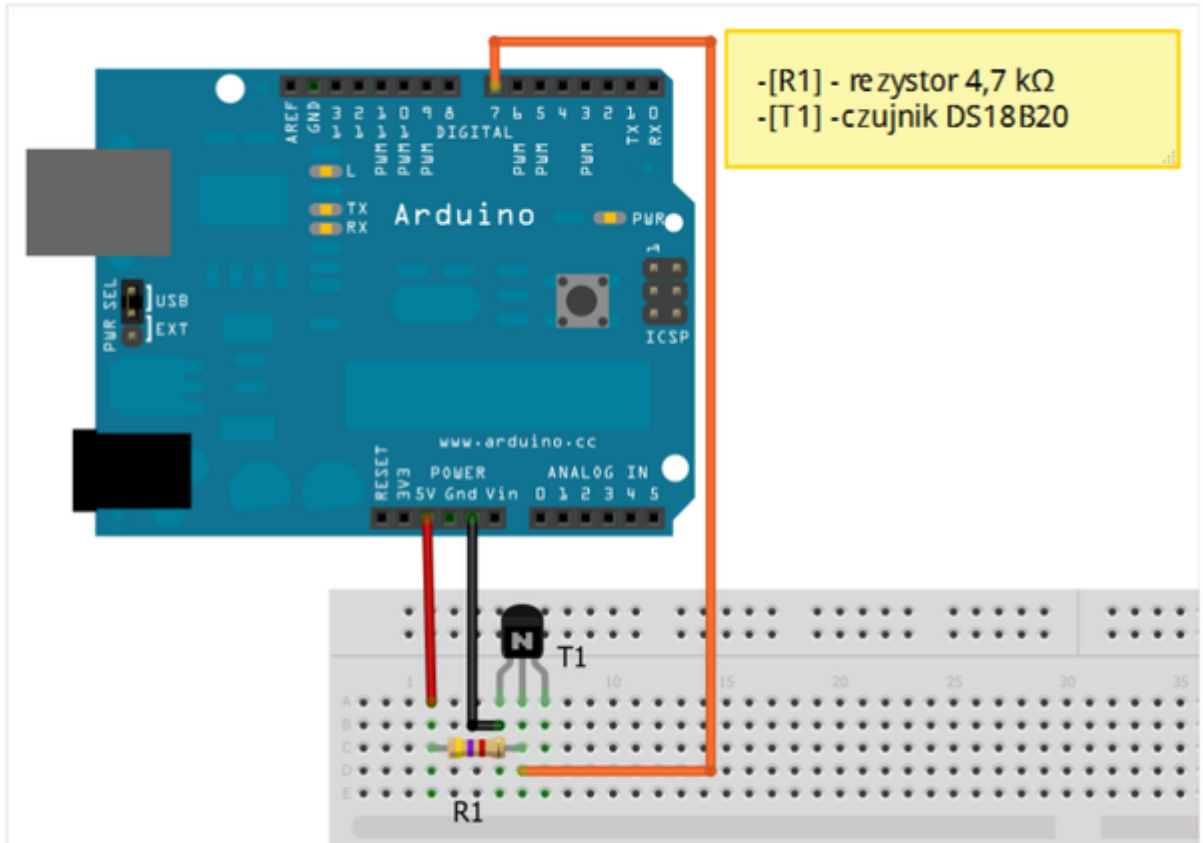 -[R1] - rezystor 4,7 kΩ
-[T1] -czujnik DS18B20
AREF
GND
13
12
11
10
9
8
7
6
5
4
3
2
1
0
PWM
PWM
PWM
DIGITAL
PWM
PWM
PWM
TX
RX
L
TX
RX
Arduino
PWR
1
ICSP
PWR SEL
USB
EXT
www.arduino.cc
RESET
3V3
POWER
5V Gnd Vin
ANALOG IN
0 1 2 3 4 5
N
T1
1 10 15 20 25 30 35
A
B
C
D
E
R1